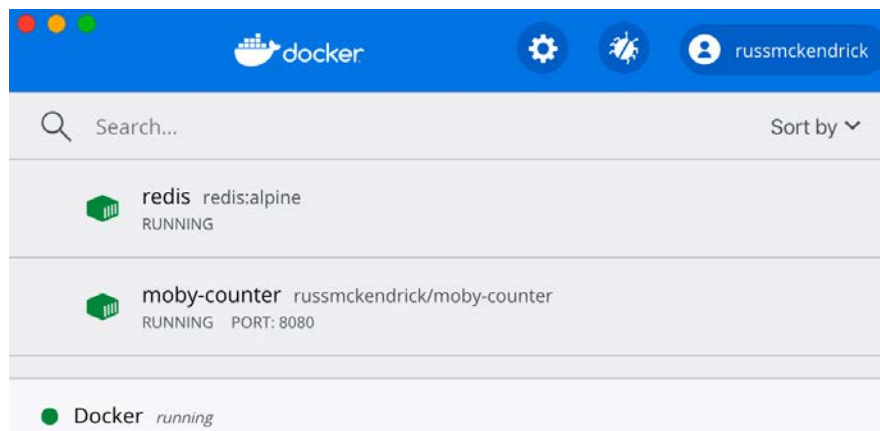 docker
russmckendrick
Search...
Sort by
redis redis:alpine
RUNNING
moby-counter russmckendrick/moby-counter
RUNNING PORT: 8080
Docker running